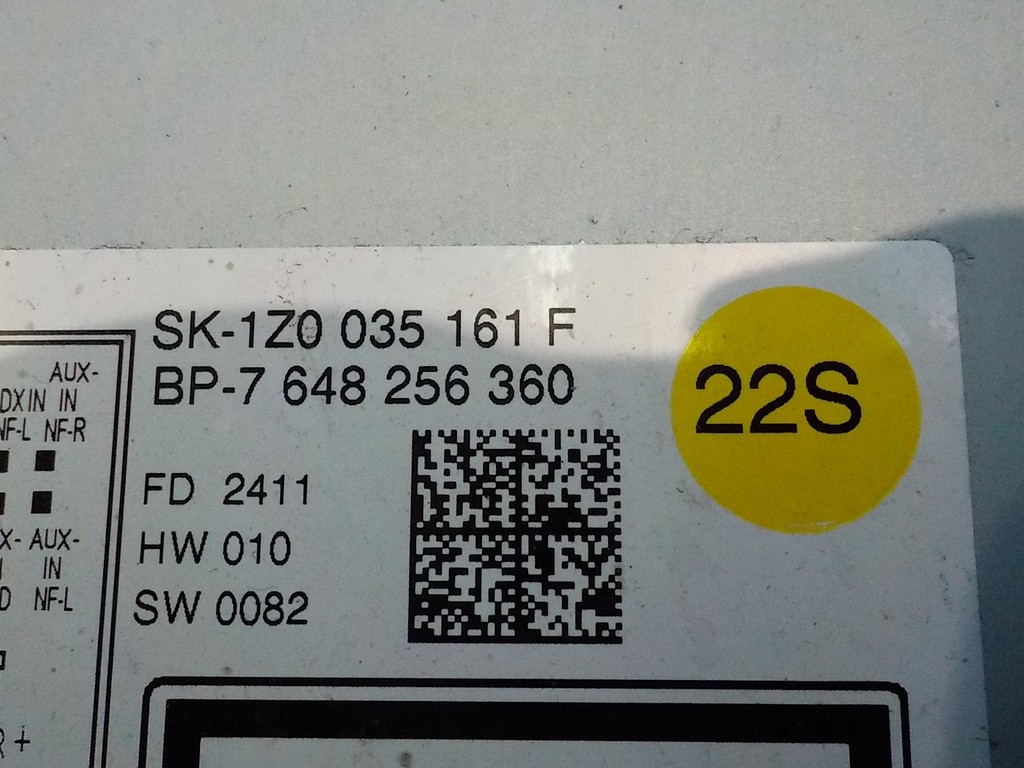 SK-1Z0 035 161 F
BP-7 648 256 360
22S
FD 2411
HW 010
SW 0082
AUX-
IN IN
NF-L NF-R
AUX-
IN
NF-L
+